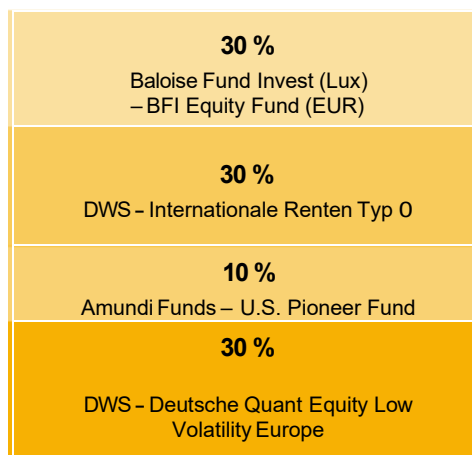 30 %
Baloise Fund Invest (Lux)
– BFI Equity Fund (EUR)
30 %
DWS – Internationale Renten Typ O
10 %
Amundi Funds – U.S. Pioneer Fund
30 %
DWS – Deutsche Quant Equity Low
Volatility Europe